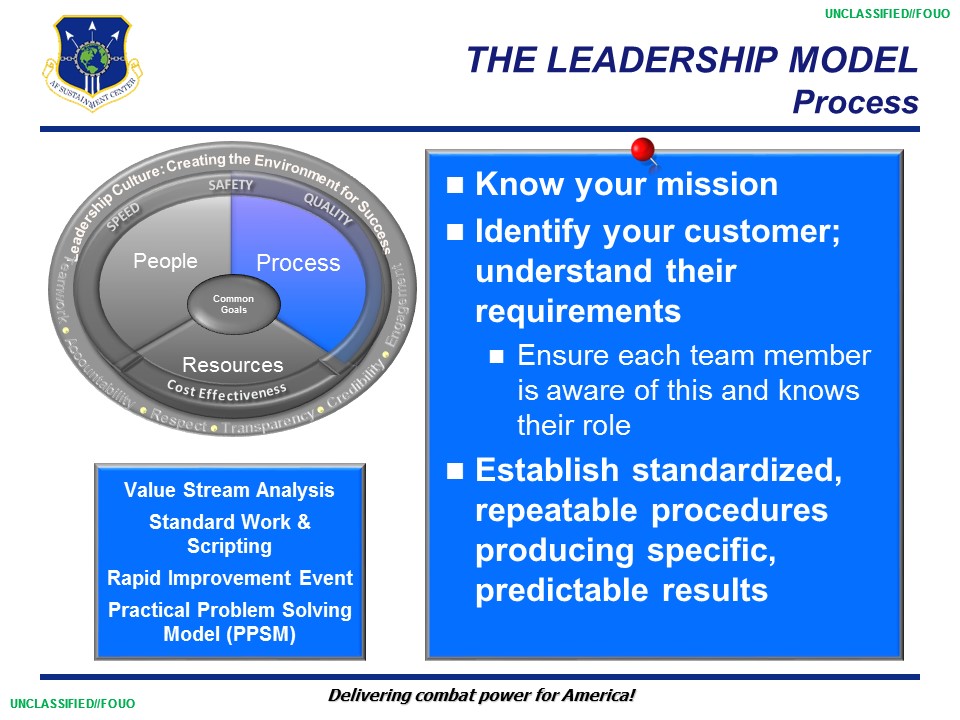 UNCLASSIFIED//FOUO
AF SUSTAINMENT CENTER
THE LEADERSHIP MODEL
Process
Leadership Culture: Creating the Environment for Success
SPEED
SAFETY
QUALITY
People
Process
Common
Goals
Resources
Cost Effectiveness
Teamwork • Accountability • Respect • Transparency • Credibility • Engagement
Value Stream Analysis
Standard Work &
Scripting
Rapid Improvement Event
Practical Problem Solving
Model (PPSM)
Know your mission
Identify your customer;
understand their
requirements
Ensure each team member
is aware of this and knows
their role
Establish standardized,
repeatable procedures
producing specific,
predictable results
Delivering combat power for America!
UNCLASSIFIED//FOUO